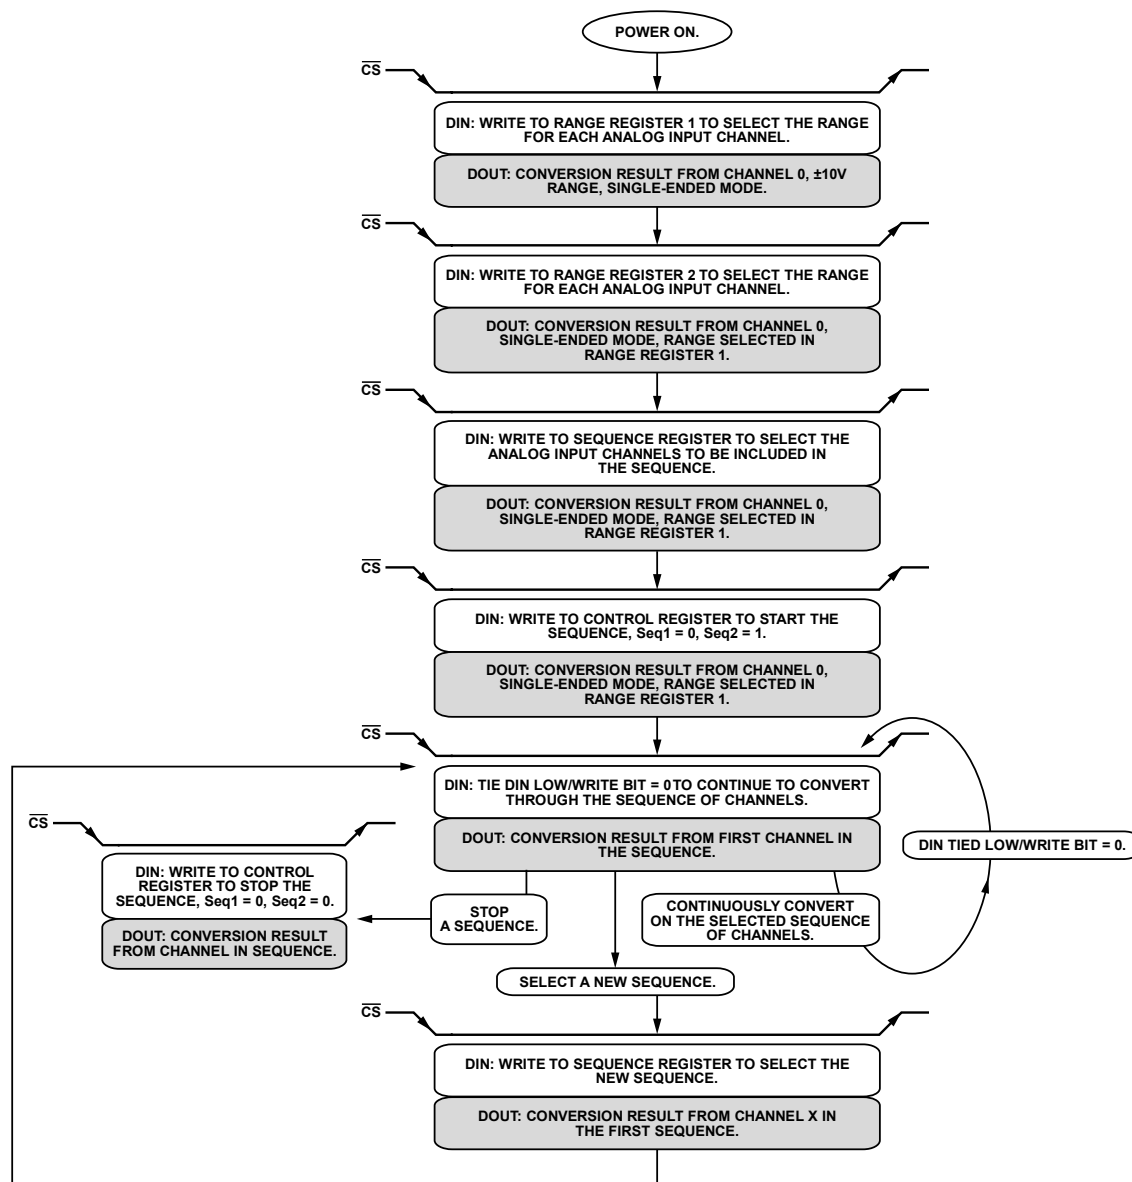 POWER ON.
CS
DIN: WRITE TO RANGE REGISTER 1 TO SELECT THE RANGE
FOR EACH ANALOG INPUT CHANNEL.
DOUT: CONVERSION RESULT FROM CHANNEL 0, ±10V
RANGE, SINGLE-ENDED MODE.
CS
DIN: WRITE TO RANGE REGISTER 2 TO SELECT THE RANGE
FOR EACH ANALOG INPUT CHANNEL.
DOUT: CONVERSION RESULT FROM CHANNEL 0,
SINGLE-ENDED MODE, RANGE SELECTED IN
RANGE REGISTER 1.
CS
DIN: WRITE TO SEQUENCE REGISTER TO SELECT THE
ANALOG INPUT CHANNELS TO BE INCLUDED IN
THE SEQUENCE.
DOUT: CONVERSION RESULT FROM CHANNEL 0,
SINGLE-ENDED MODE, RANGE SELECTED IN
RANGE REGISTER 1.
CS
DIN: WRITE TO CONTROL REGISTER TO START THE
SEQUENCE, Seq1 = 0, Seq2 = 1.
DOUT: CONVERSION RESULT FROM CHANNEL 0,
SINGLE-ENDED MODE, RANGE SELECTED IN
RANGE REGISTER 1.
CS
DIN: TIE DIN LOW/WRITE BIT = 0 TO CONTINUE TO CONVERT
THROUGH THE SEQUENCE OF CHANNELS.
DOUT: CONVERSION RESULT FROM FIRST CHANNEL IN
THE SEQUENCE.
DIN TIED LOW/WRITE BIT = 0.
CS
DIN: WRITE TO CONTROL
REGISTER TO STOP THE
SEQUENCE, Seq1 = 0, Seq2 = 0.
DOUT: CONVERSION RESULT
FROM CHANNEL IN SEQUENCE.
STOP
A SEQUENCE.
CONTINUOUSLY CONVERT
ON THE SELECTED SEQUENCE
OF CHANNELS.
SELECT A NEW SEQUENCE.
CS
DIN: WRITE TO SEQUENCE REGISTER TO SELECT THE
NEW SEQUENCE.
DOUT: CONVERSION RESULT FROM CHANNEL X IN
THE FIRST SEQUENCE.